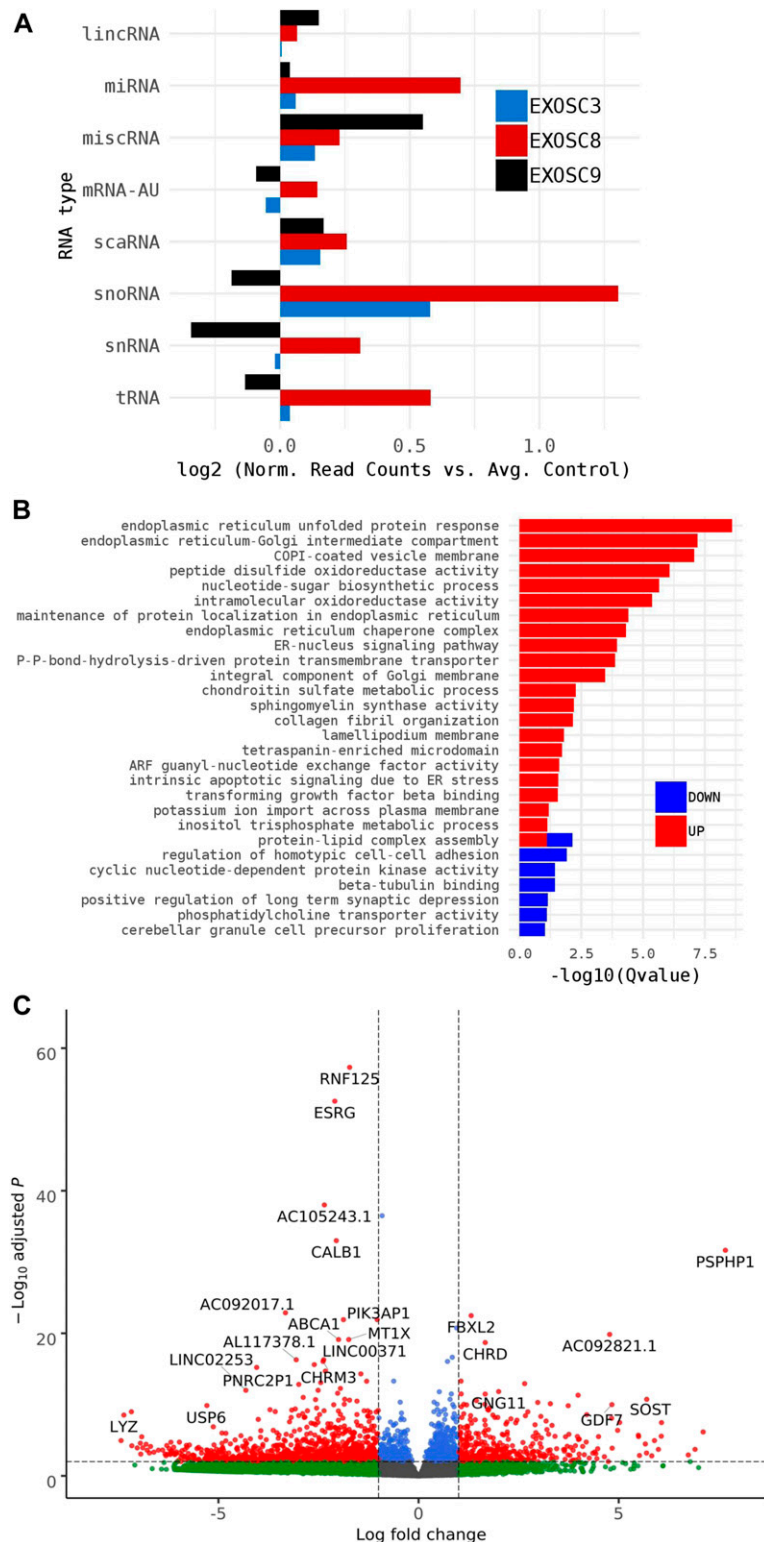 A
lincRNA
miRNA
miscRNA
mRNA-AU
scaRNA
snoRNA
snRNA
tRNA
RNA type
EXOSC3
EXOSC8
EXOSC9
0.0 0.5 1.0
log2 (Norm. Read Counts vs. Avg. Control)
B
endoplasmic reticulum unfolded protein response
endoplasmic reticulum-Golgi intermediate compartment
COPI-coated vesicle membrane
peptide disulfide oxidoreductase activity
nucleotide-sugar biosynthetic process
intramolecular oxidoreductase activity
maintenance of protein localization in endoplasmic reticulum
endoplasmic reticulum chaperone complex
ER-nucleus signaling pathway
P-P-bond-hydrolysis-driven protein transmembrane transporter
integral component of Golgi membrane
chondroitin sulfate metabolic process
sphingomyelin synthase activity
collagen fibril organization
lamellipodium membrane
tetraspanin-enriched microdomain
ARF guanyl-nucleotide exchange factor activity
intrinsic apoptotic signaling due to ER stress
transforming growth factor beta binding
potassium ion import across plasma membrane
inositol trisphosphate metabolic process
protein-lipid complex assembly
regulation of homotypic cell-cell adhesion
cyclic nucleotide-dependent protein kinase activity
beta-tubulin binding
positive regulation of long term synaptic depression
phosphatidylcholine transporter activity
cerebellar granule cell precursor proliferation
DOWN
UP
0.0 2.5 5.0 7.5
-log10(Qvalue)
C
60
40
20
0
−Log10 adjusted P
RNF125
ESRG
AC105243.1
CALB1
PSPHP1
AC092017.1
PIK3AP1
ABCA1
MT1X
FBXL2
AC092821.1
AL117378.1
LINC00371
CHRD
LINC02253
CHRM3
PNRC2P1
GNG11
USP6
LYZ
GDF7
SOST
-5 0 5
Log fold change